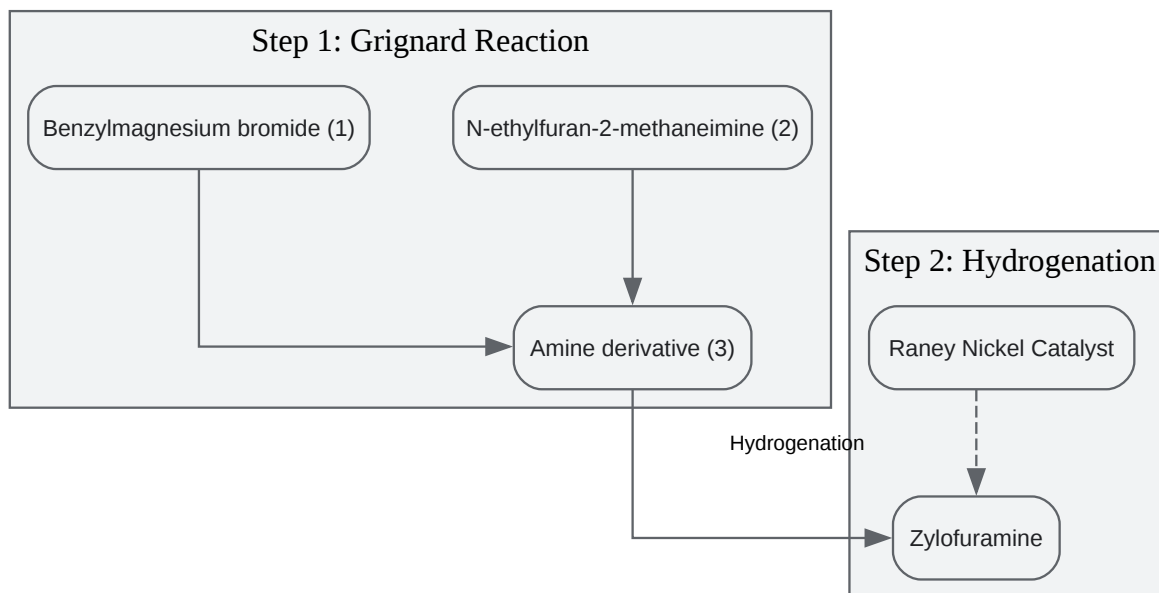 Step 1: Grignard Reaction
Benzylmagnesium bromide (1)
N-ethylfuran-2-methaneimine (2)
Amine derivative (3)
Step 2: Hydrogenation
Raney Nickel Catalyst
Hydrogenation
Zylofuramine